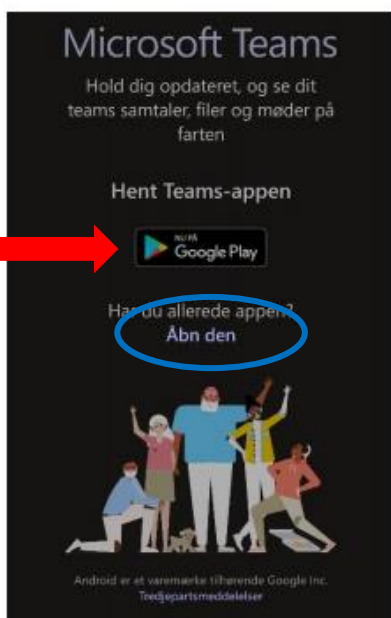 Microsoft Teams
Hold dig opdateret, og se dit
teams samtaler, filer og møder på
farten
Hent Teams-appen
NU PÅ
Google Play
Har du allerede appen?
Åbn den
Android er et varemærke tilhørende Google Inc.
Tredjepartsmeddelelser